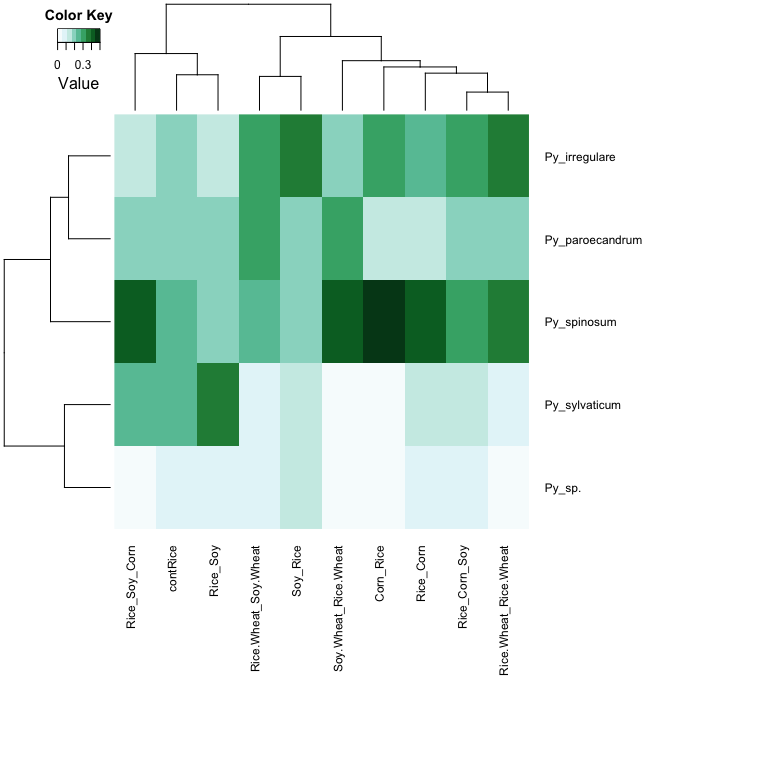 Color Key
0 0.3
Value
Py_irregulare
Py_paroecandrum
Py_spinosum
Py_sylvaticum
Py_sp.
Rice_Soy_Corn
contRice
Rice_Soy
Rice.Wheat_Soy.Wheat
Soy_Rice
Soy.Wheat_Rice.Wheat
Corn_Rice
Rice_Corn
Rice_Corn_Soy
Rice.Wheat_Rice.Wheat